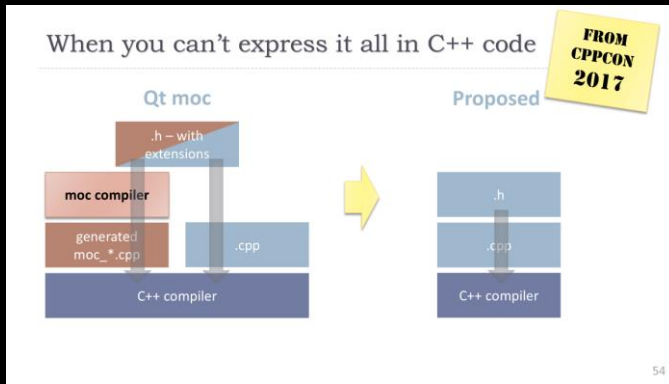 When you can't express it all in C++ code
FROM
CPPCON
2017
Qt moc
.h – with
extensions
moc compiler
generated
moc_*.cpp
.cpp
C++ compiler
Proposed
.h
.cpp
C++ compiler
54